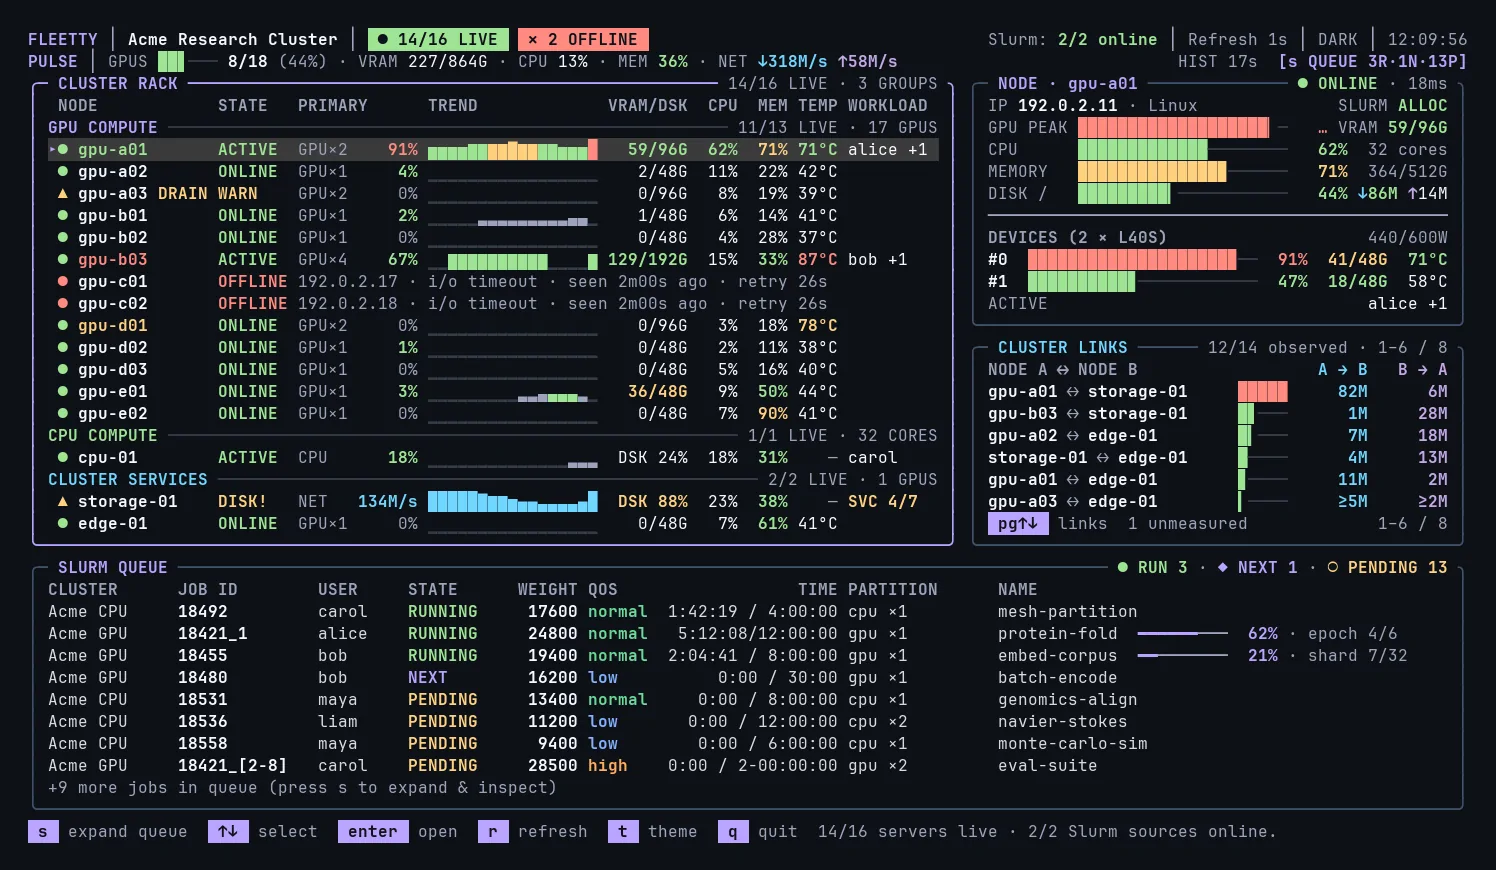 FLEETTY │ Acme Research Cluster │ ● 14/16 LIVE × 2 OFFLINE Slurm: 2/2 online │ Refresh 1s │ DARK │ 12:09:56
PULSE │ GPUS 8/18 (44%) · VRAM 227/864G · CPU 13% · MEM 36% · NET ↓318M/s ↑58M/s HIST 17s [s QUEUE 3R·1N·13P]
CLUSTER RACK 14/16 LIVE · 3 GROUPS
NODE STATE PRIMARY TREND VRAM/DSK CPU MEM TEMP WORKLOAD
GPU COMPUTE 11/13 LIVE · 17 GPUS
▸● gpu-a01 ACTIVE GPU×2 91% 59/96G 62% 71% 71°C alice +1
● gpu-a02 ONLINE GPU×1 4% 2/48G 11% 22% 42°C
▲ gpu-a03 DRAIN WARN GPU×2 0% 0/96G 8% 19% 39°C
● gpu-b01 ONLINE GPU×1 2% 1/48G 6% 14% 41°C
● gpu-b02 ONLINE GPU×1 0% 0/48G 4% 28% 37°C
● gpu-b03 ACTIVE GPU×4 67% 129/192G 15% 33% 87°C bob +1
● gpu-c01 OFFLINE 192.0.2.17 · i/o timeout · seen 2m00s ago · retry 26s
● gpu-c02 OFFLINE 192.0.2.18 · i/o timeout · seen 2m00s ago · retry 26s
● gpu-d01 ONLINE GPU×2 0% 0/96G 3% 18% 78°C
● gpu-d02 ONLINE GPU×1 1% 0/48G 2% 11% 38°C
● gpu-d03 ONLINE GPU×1 0% 0/48G 5% 16% 40°C
● gpu-e01 ONLINE GPU×1 3% 36/48G 9% 50% 44°C
● gpu-e02 ONLINE GPU×1 0% 0/48G 7% 90% 41°C
CPU COMPUTE 1/1 LIVE · 32 CORES
● cpu-01 ACTIVE CPU 18% DSK 24% 18% 31% — carol
CLUSTER SERVICES 2/2 LIVE · 1 GPUS
▲ storage-01 DISK! NET 134M/s DSK 88% 23% 38% — SVC 4/7
● edge-01 ONLINE GPU×1 0% 0/48G 7% 61% 41°C
NODE · gpu-a01 ● ONLINE · 18ms
IP 192.0.2.11 · Linux SLURM ALLOC
GPU PEAK … VRAM 59/96G
CPU 62% 32 cores
MEMORY 71% 364/512G
DISK / 44% ↓86M ↑14M
DEVICES (2 × L40S) 440/600W
#0 91% 41/48G 71°C
#1 47% 18/48G 58°C
ACTIVE alice +1
CLUSTER LINKS 12/14 observed · 1–6 / 8
NODE A ↔ NODE B A → B B → A
gpu-a01 ↔ storage-01 82M 6M
gpu-b03 ↔ storage-01 1M 28M
gpu-a02 ↔ edge-01 7M 18M
storage-01 ↔ edge-01 4M 13M
gpu-a01 ↔ edge-01 11M 2M
gpu-a03 ↔ edge-01 ≥5M ≥2M
pg↑↓ links 1 unmeasured 1–6 / 8
SLURM QUEUE ● RUN 3 · ◆ NEXT 1 · ○ PENDING 13
CLUSTER JOB ID USER STATE WEIGHT QOS TIME PARTITION NAME
Acme CPU 18492 carol RUNNING 17600 normal 1:42:19 / 4:00:00 cpu ×1 mesh-partition
Acme GPU 18421_1 alice RUNNING 24800 normal 5:12:08/12:00:00 gpu ×1 protein-fold 62% · epoch 4/6
Acme GPU 18455 bob RUNNING 19400 normal 2:04:41 / 8:00:00 gpu ×1 embed-corpus 21% · shard 7/32
Acme GPU 18480 bob NEXT 16200 low 0:00 / 30:00 gpu ×1 batch-encode
Acme CPU 18531 maya PENDING 13400 normal 0:00 / 8:00:00 cpu ×1 genomics-align
Acme CPU 18536 liam PENDING 11200 low 0:00 / 12:00:00 cpu ×2 navier-stokes
Acme CPU 18558 maya PENDING 9400 low 0:00 / 6:00:00 cpu ×1 monte-carlo-sim
Acme GPU 18421_[2-8] carol PENDING 28500 high 0:00 / 2-00:00:00 gpu ×2 eval-suite
+9 more jobs in queue (press s to expand & inspect)
s expand queue ↑↓ select enter open r refresh t theme q quit 14/16 servers live · 2/2 Slurm sources online.